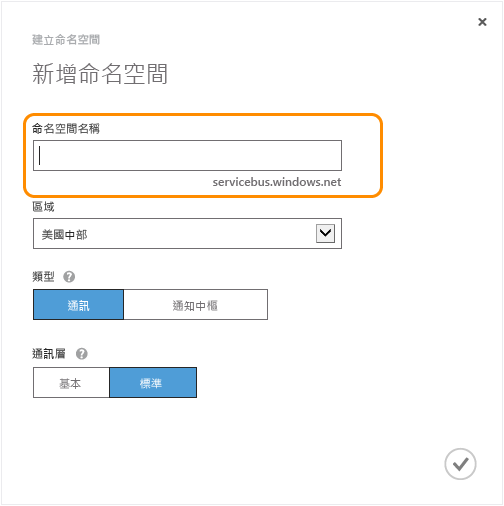 建立命名空間
新增命名空間
命名空間名稱
servicebus.windows.net
區域
美國中部
類型 ?
通訊 通知中樞
通訊層 ?
基本 標準